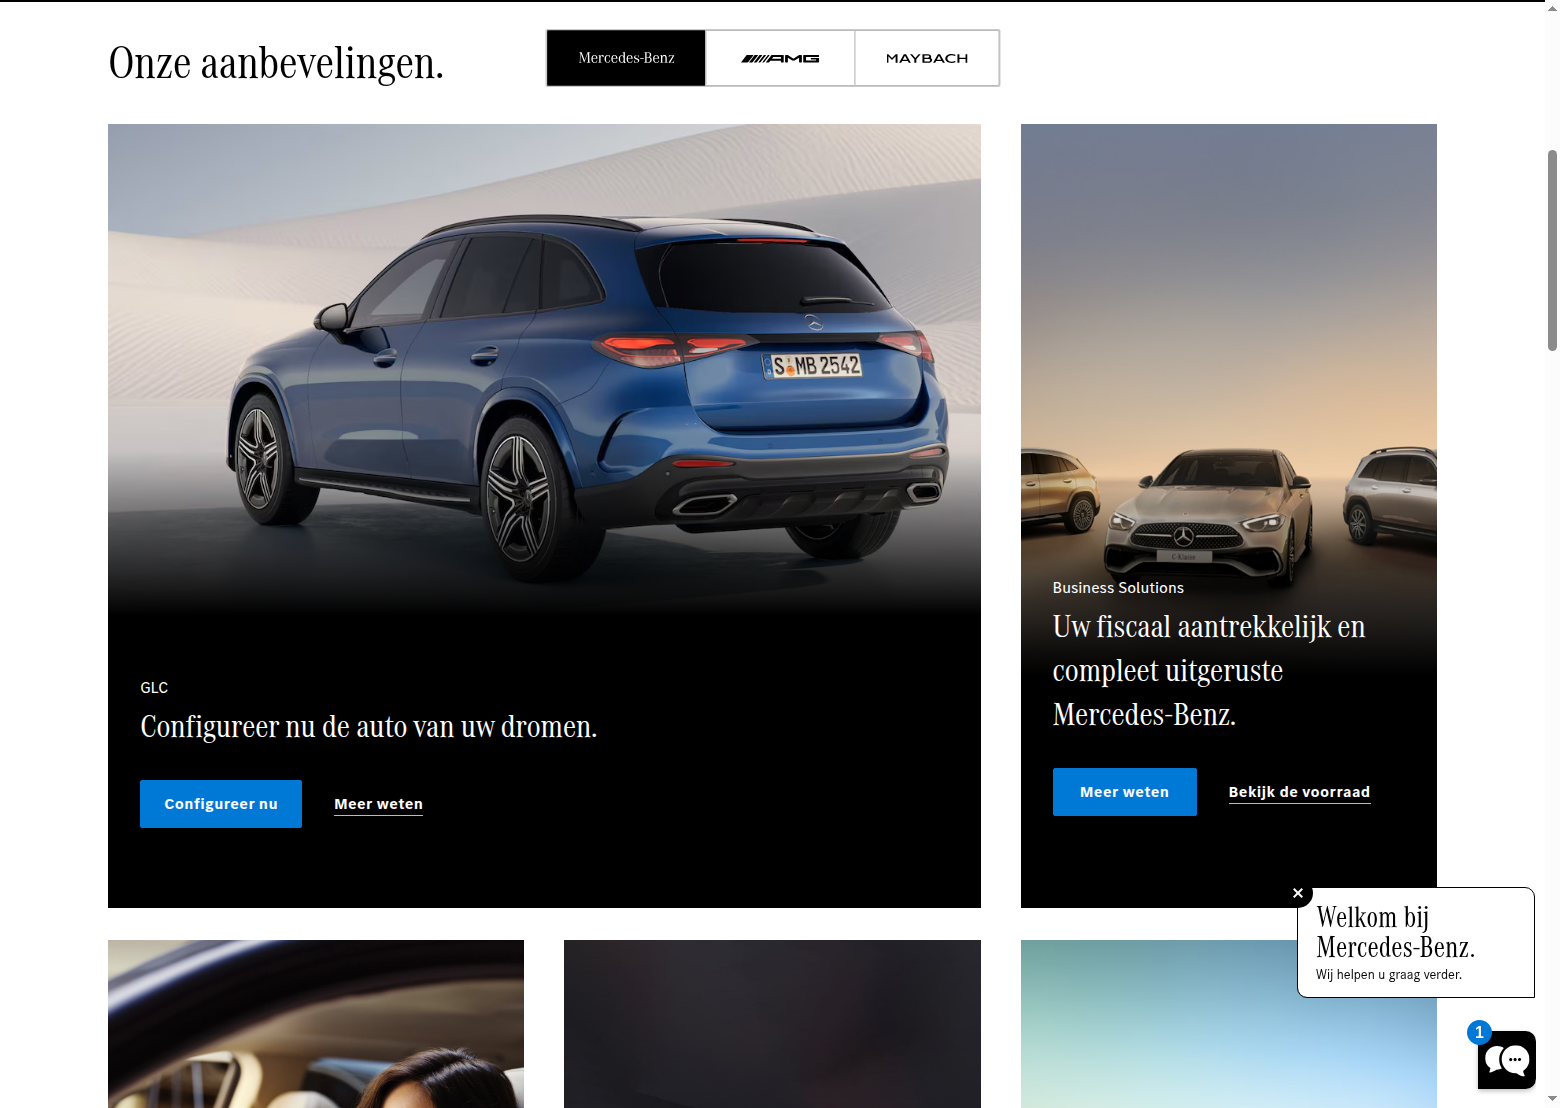 Onze aanbevelingen.
Mercedes-Benz
AMG
MAYBACH
S MB 2542
GLC
Configureer nu de auto van uw dromen.
Configureer nu
Meer weten
C-Klasse
Business Solutions
Uw fiscaal aantrekkelijk en
compleet uitgeruste
Mercedes-Benz.
Meer weten
Bekijk de voorraad
Welkom bij
Mercedes-Benz.
Wij helpen u graag verder.
1